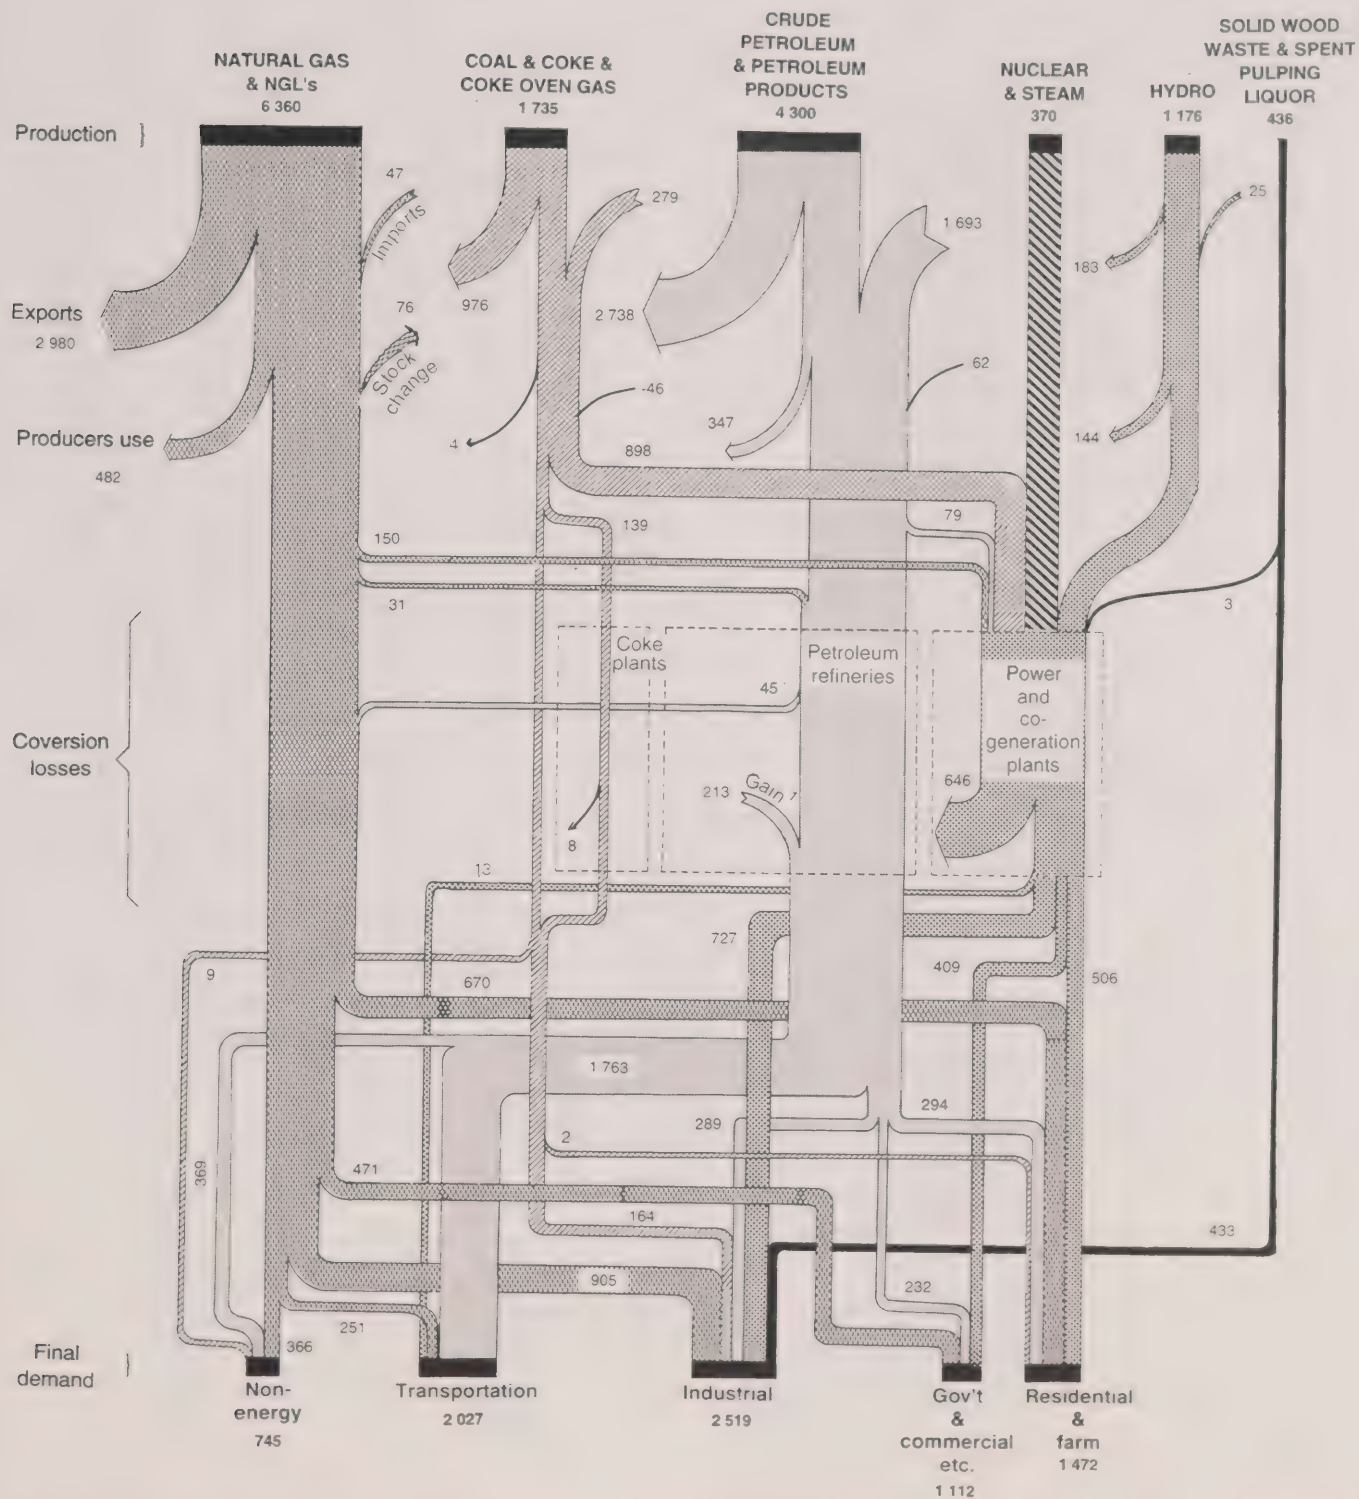 NATURAL GAS
& NGL's
6 360
COAL & COKE &
COKE OVEN GAS
1 735
CRUDE
PETROLEUM
& PETROLEUM
PRODUCTS
4 300
NUCLEAR
& STEAM
370
HYDRO
1 176
SOLID WOOD
WASTE & SPENT
PULPING
LIQUOR
436
Production
47
Imports
279
1 693
25
183
Exports
2 980
976
2 738
76
Stock
change
62
-46
4
347
144
Producers use
482
898
79
139
150
31
3
Coke
plants
Petroleum
refineries
Power
and
co-
generation
plants
45
Coversion
losses
213
Gain 1
646
8
13
727
409
506
9
670
1 763
289
294
2
369
471
164
433
905
232
251
366
Final
demand
Non-
energy
745
Transportation
2 027
Industrial
2 519
Gov't
&
commercial
etc.
1 112
Residential
&
farm
1 472